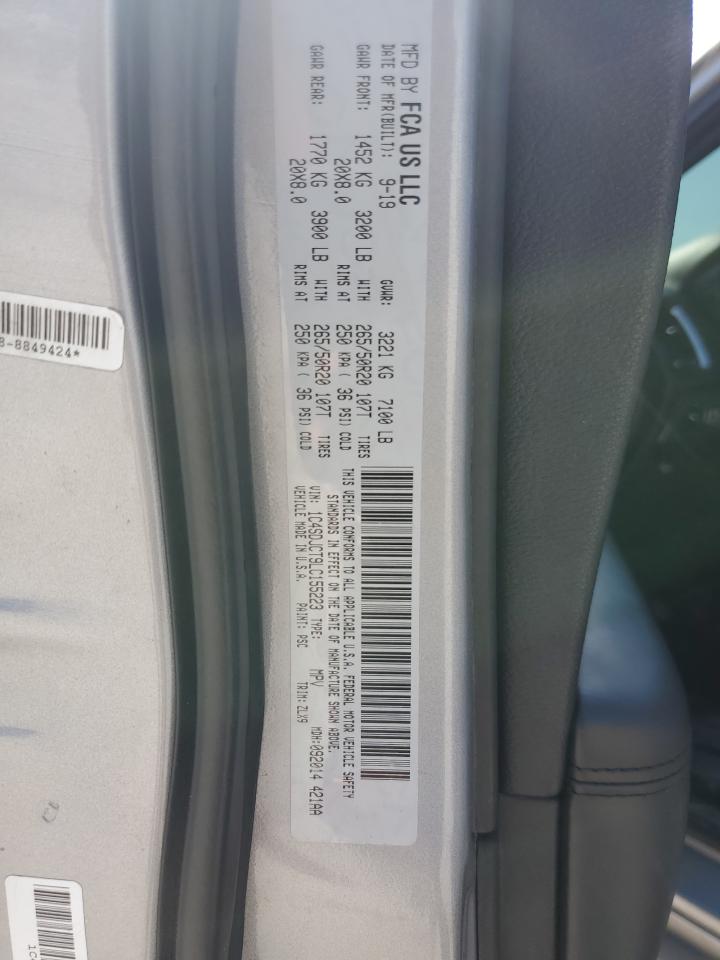 MFD BY FCA US LLC
DATE OF MFR(BUILT): 9-19 GVWR: 3221 KG 7100 LB
GAWR FRONT: 1452 KG 3200 LB WITH 265/50R20 107T TIRES
20X8.0 RIMS AT 250 KPA ( 36 PSI) COLD
GAWR REAR: 1770 KG 3900 LB WITH 265/50R20 107T TIRES
20X8.0 RIMS AT 250 KPA ( 36 PSI) COLD
THIS VEHICLE CONFORMS TO ALL APPLICABLE U.S.A. FEDERAL MOTOR VEHICLE SAFETY
STANDARDS IN EFFECT ON THE DATE OF MANUFACTURE SHOWN ABOVE.
VIN: 1C4SDJCT9LC155223 TYPE: MPV MDH:092014 421AA
VEHICLE MADE IN U.S.A. PAINT: PSC TRIM: ZLX9
8-8849424*